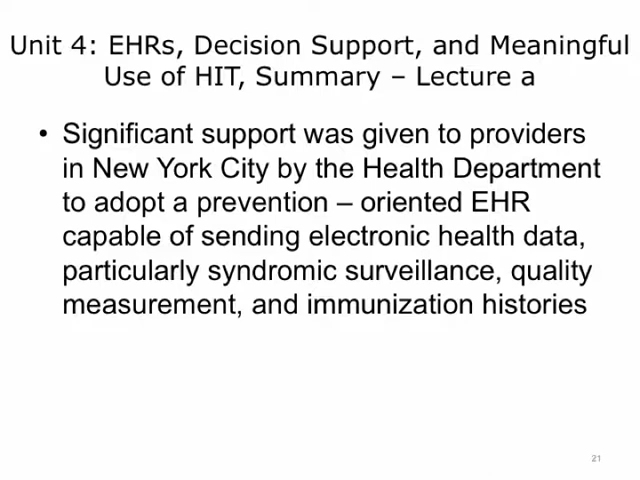 Unit 4: EHRs, Decision Support, and Meaningful
Use of HIT, Summary – Lecture a
• Significant support was given to providers
in New York City by the Health Department
to adopt a prevention – oriented EHR
capable of sending electronic health data,
particularly syndromic surveillance, quality
measurement, and immunization histories
21